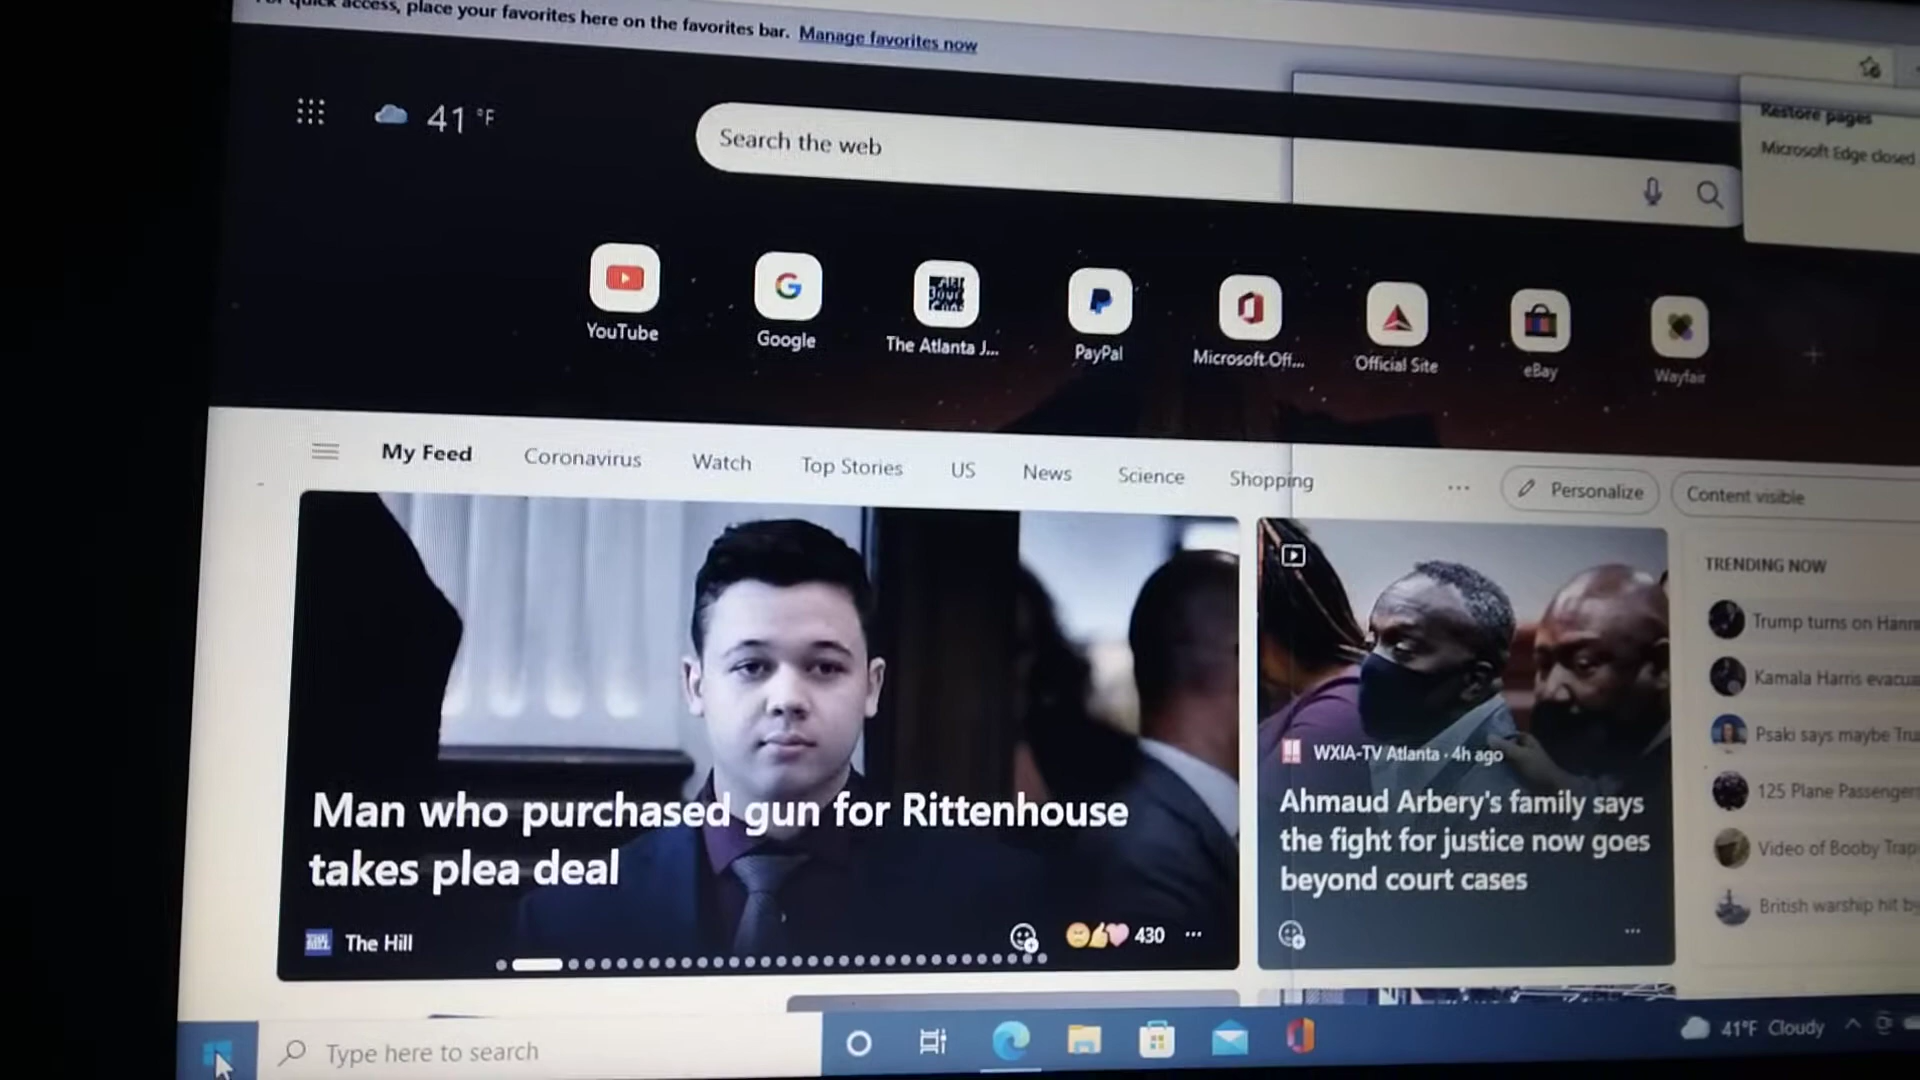 quick access, place your favorites here on the favorites bar. Manage favorites now
Restore pages
Microsoft Edge closed
41 °F
Search the web
YouTube
Google
The Atlanta J...
PayPal
Microsoft Off...
Official Site
eBay
Wayfair
My Feed
Coronavirus
Watch
Top Stories
US
News
Science
Shopping
Personalize
Content visible
Man who purchased gun for Rittenhouse
takes plea deal
The Hill
430
WXIA-TV Atlanta · 4h ago
Ahmaud Arbery's family says
the fight for justice now goes
beyond court cases
TRENDING NOW
Trump turns on Hann
Kamala Harris evacua
Psaki says maybe Tru
125 Plane Passengers
Video of Booby Trap
British warship hit by
Type here to search
41°F Cloudy